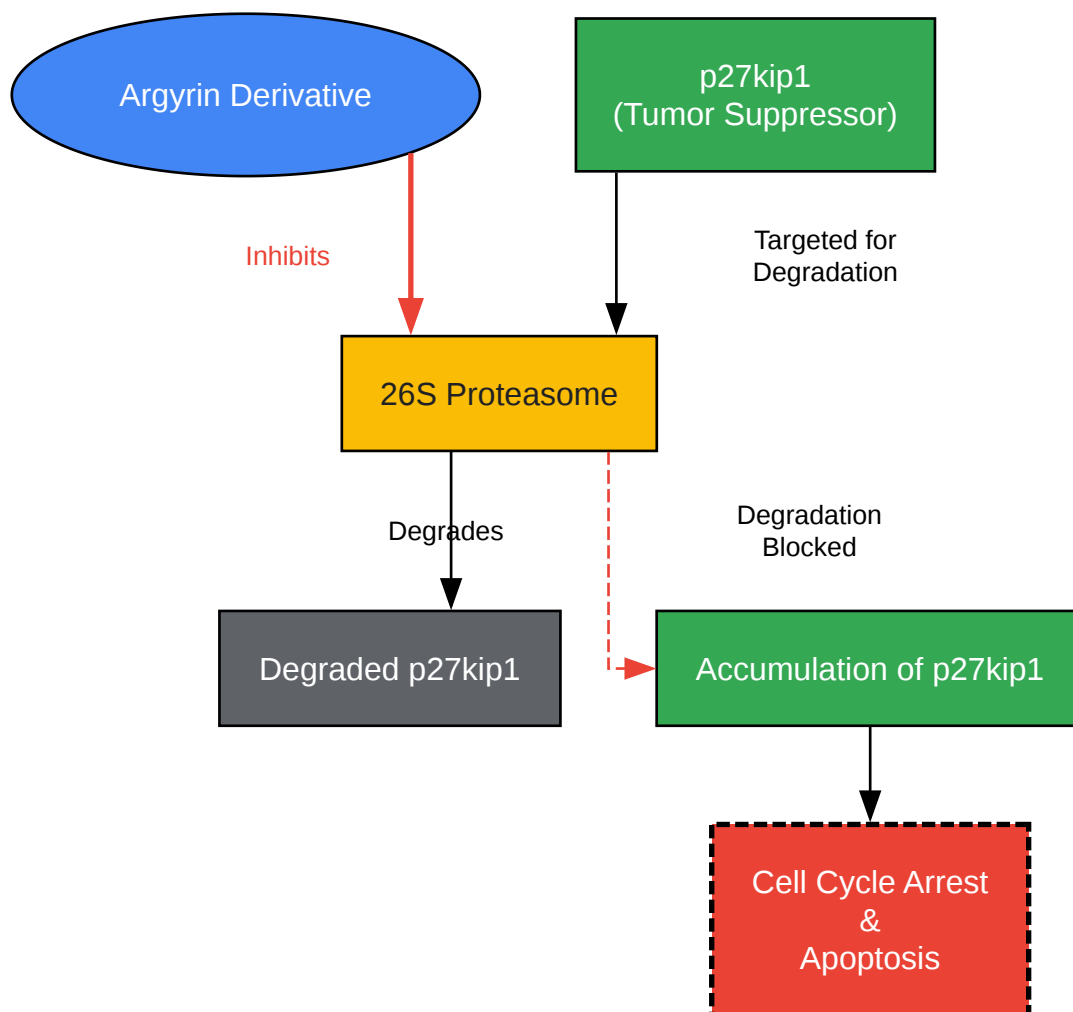 Argyrin Derivative
p27kip1
(Tumor Suppressor)
Inhibits
Targeted for
Degradation
26S Proteasome
Degrades
Degradation
Blocked
Degraded p27kip1
Accumulation of p27kip1
Cell Cycle Arrest
&
Apoptosis